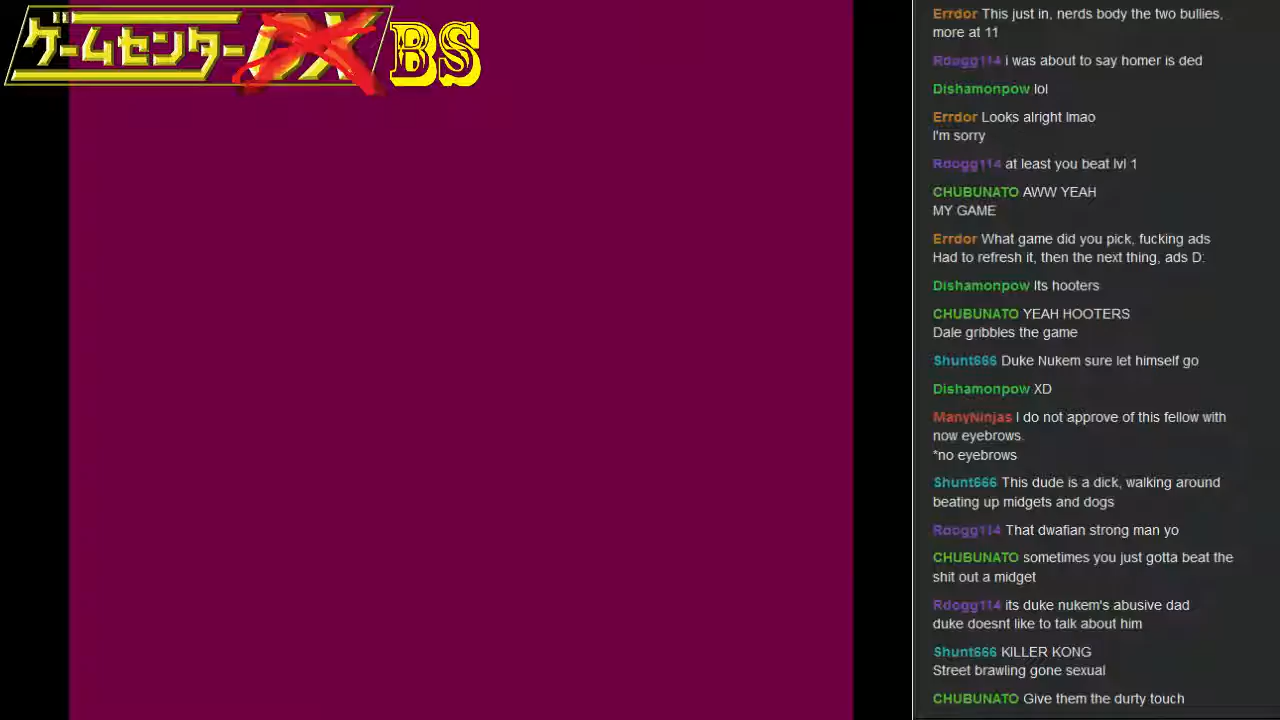 ゲームセンターDX BS
Errdor This just in, nerds body the two bullies,
more at 11
Rdogg114 i was about to say homer is ded
Dishamonpow lol
Errdor Looks alright lmao
I'm sorry
Rdogg114 at least you beat lvl 1
CHUBUNATO AWW YEAH
MY GAME
Errdor What game did you pick, fucking ads
Had to refresh it, then the next thing, ads D:
Dishamonpow Its hooters
CHUBUNATO YEAH HOOTERS
Dale gribbles the game
Shunt666 Duke Nukem sure let himself go
Dishamonpow XD
ManyNinjas I do not approve of this fellow with
now eyebrows.
*no eyebrows
Shunt666 This dude is a dick, walking around
beating up midgets and dogs
Rdogg114 That dwafian strong man yo
CHUBUNATO sometimes you just gotta beat the
shit out a midget
Rdogg114 its duke nukem's abusive dad
duke doesnt like to talk about him
Shunt666 KILLER KONG
Street brawling gone sexual
CHUBUNATO Give them the durty touch